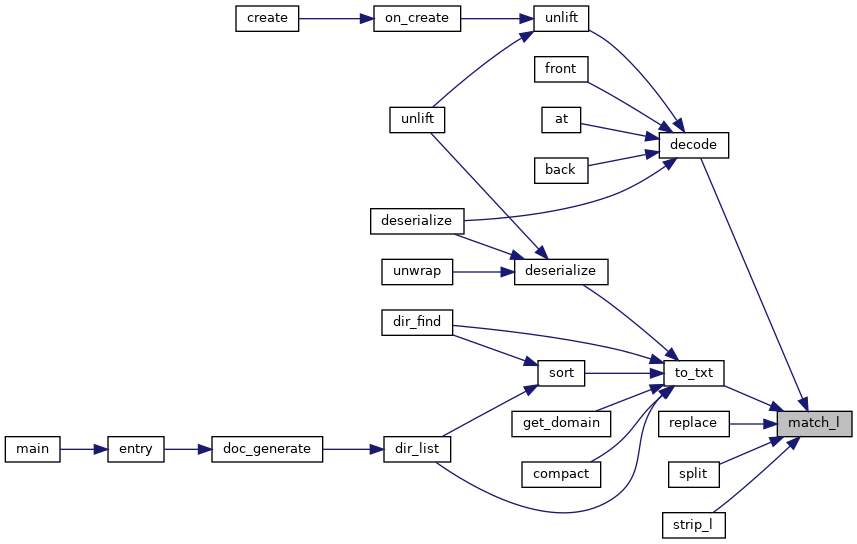 create
on_create
unlift
front
unlift
at
decode
back
deserialize
unwrap
deserialize
dir_find
sort
to_txt
get_domain
replace
match_l
main
entry
doc_generate
dir_list
compact
split
strip_l